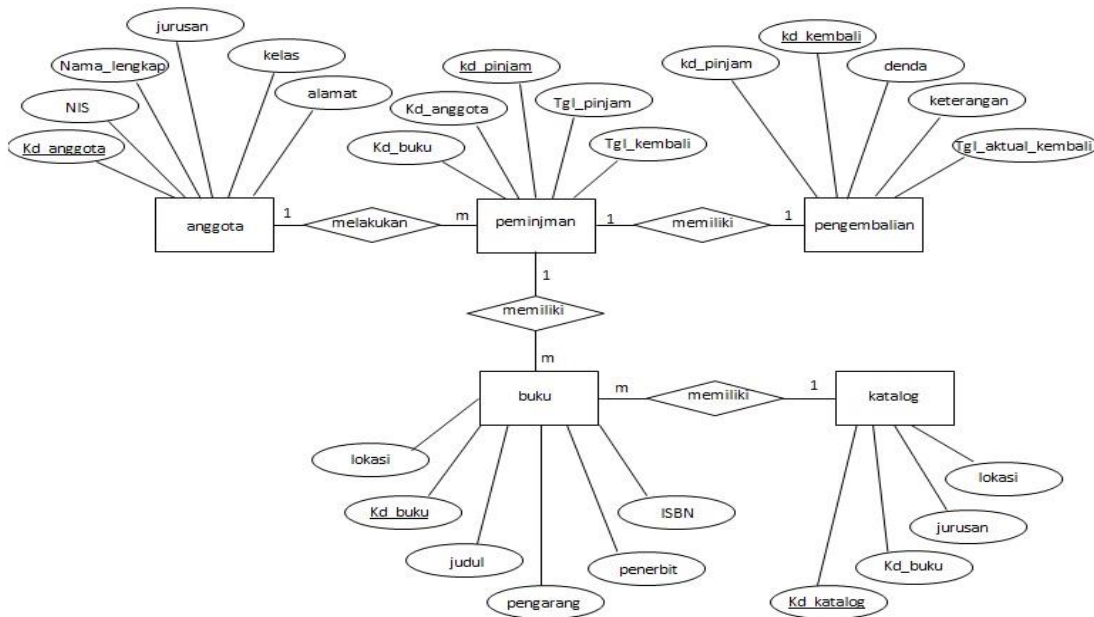 jurusan
Nama_lengkap
kelas
NIS
alamat
Kd_anggota
kd_pinjam
Kd_anggota
Tgl_pinjam
Kd_buku
Tgl_kembali
kd_kembali
kd_pinjam
denda
keterangan
Tgl_aktual_kembali
anggota
1
melakukan
m
peminjman
1
memiliki
1
pengembalian
1
memiliki
m
buku
m
memiliki
1
katalog
lokasi
Kd_buku
judul
pengarang
penerbit
ISBN
lokasi
jurusan
Kd_buku
Kd_katalog